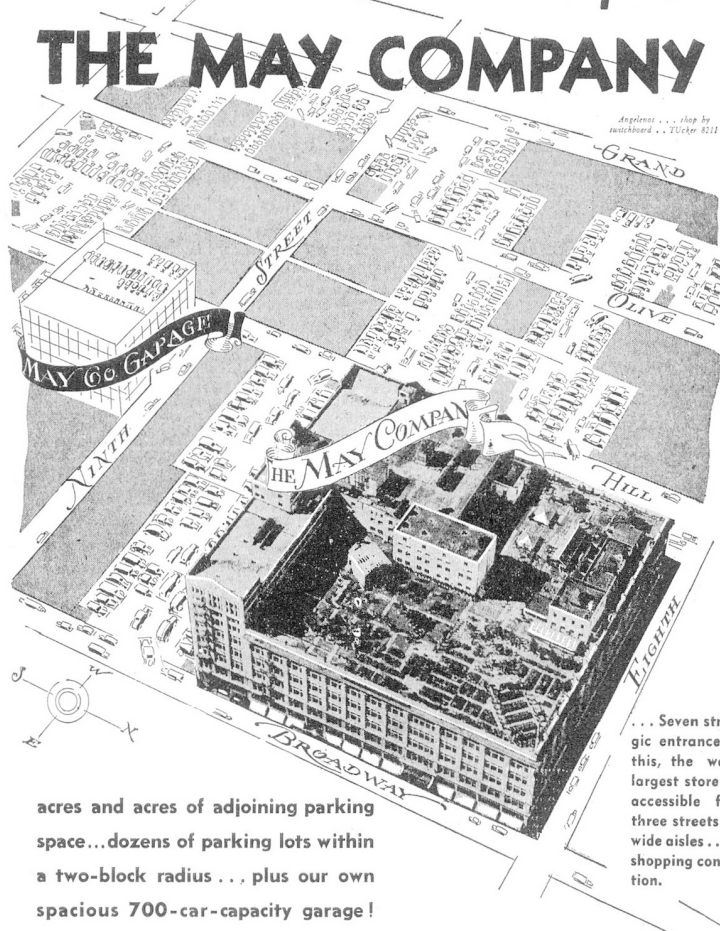 THE MAY COMPANY
Angelenos . . . shop by
switchboard . . TUcker 8211
GRAND
STREET
OLIVE
MAY CO. GARAGE
THE MAY COMPANY
NINTH
HILL
EIGHTH
S
W
E
N
BROADWAY
. . . Seven str
gic entrance
this, the w
largest store
accessible f
three streets
wide aisles . .
shopping con
tion.
acres and acres of adjoining parking
space...dozens of parking lots within
a two-block radius ... plus our own
spacious 700-car-capacity garage!